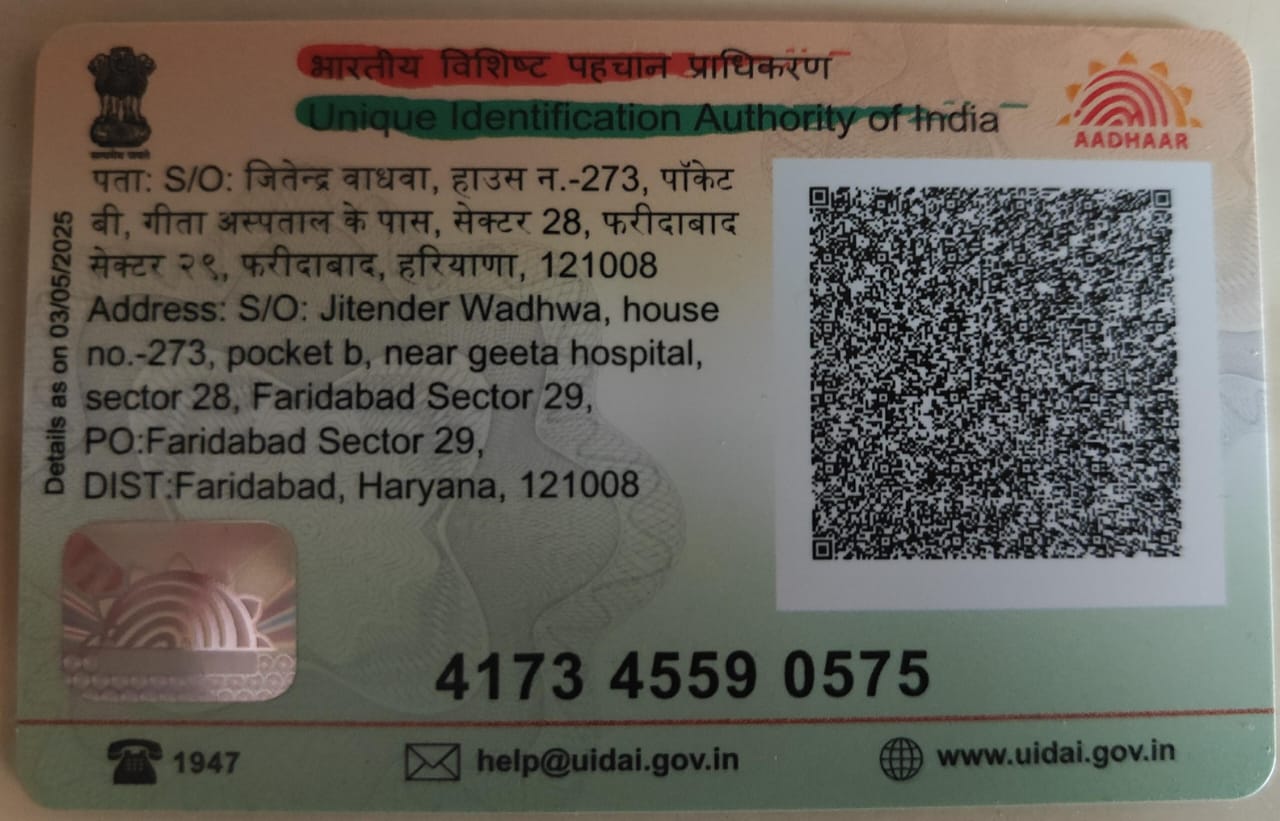 भारतीय विशिष्ट पहचान प्राधिकरण
Unique Identification Authority of India
AADHAAR
पता: S/O: जितेन्द्र वाधवा, हाउस न.-273, पॉकेट
बी, गीता अस्पताल के पास, सेक्टर 28, फरीदाबाद
सेक्टर २९, फरीदाबाद, हरियाणा, 121008
Address: S/O: Jitender Wadhwa, house
no.-273, pocket b, near geeta hospital,
sector 28, Faridabad Sector 29,
PO:Faridabad Sector 29,
DIST:Faridabad, Haryana, 121008
Details as on 03/05/2025
4173 4559 0575
1947
help@uidai.gov.in
www.uidai.gov.in